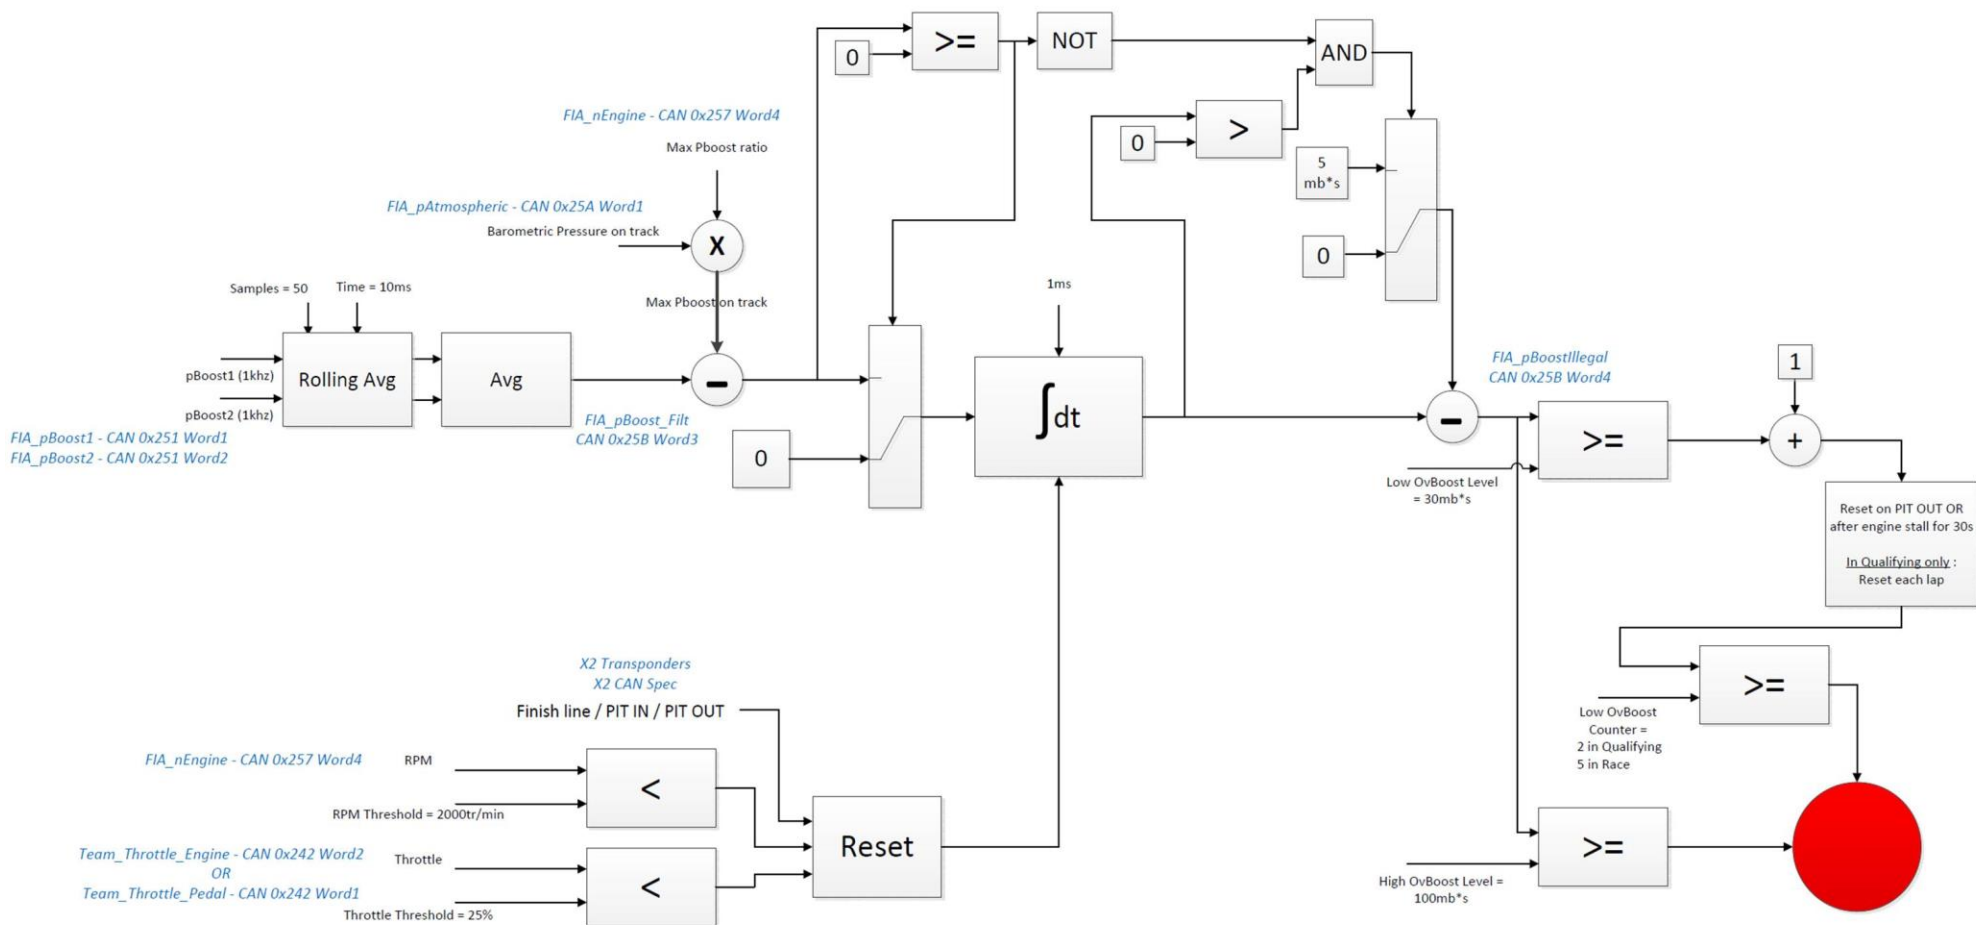 >=
NOT
AND
0
FIA_nEngine - CAN 0x257 Word4
Max Pboost ratio
>
0
5
mb*s
FIA_pAtmospheric - CAN 0x25A Word1
Barometric Pressure on track
X
0
Samples = 50
Time = 10ms
Max Pboost on track
1ms
pBoost1 (1khz)
pBoost2 (1khz)
Rolling Avg
Avg
-
FIA_pBoost1 - CAN 0x251 Word1
FIA_pBoost2 - CAN 0x251 Word2
FIA_pBoost_Filt
CAN 0x25B Word3
0
∫dt
-
FIA_pBoostIllegal
CAN 0x25B Word4
>=
Low OvBoost Level
= 30mb*s
1
+
Reset on PIT OUT OR
after engine stall for 30s
In Qualifying only :
Reset each lap
>=
Low OvBoost
Counter =
2 in Qualifying
5 in Race
X2 Transponders
X2 CAN Spec
Finish line / PIT IN / PIT OUT
FIA_nEngine - CAN 0x257 Word4
RPM
<
RPM Threshold = 2000tr/min
Team_Throttle_Engine - CAN 0x242 Word2
OR
Team_Throttle_Pedal - CAN 0x242 Word1
Throttle
<
Throttle Threshold = 25%
Reset
>=
High OvBoost Level =
100mb*s